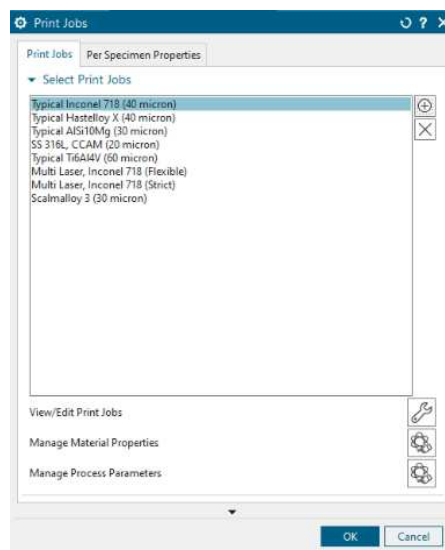 Print Jobs
Print Jobs
Per Specimen Properties
Select Print Jobs
Typical Inconel 718 (40 micron)
Typical Hastelloy X (40 micron)
Typical AlSi10Mg (30 micron)
SS 316L, CCAM (20 micron)
Typical Ti6Al4V (60 micron)
Multi Laser, Inconel 718 (Flexible)
Multi Laser, Inconel 718 (Strict)
Scalmalloy 3 (30 micron)
View/Edit Print Jobs
Manage Material Properties
Manage Process Parameters
OK Cancel